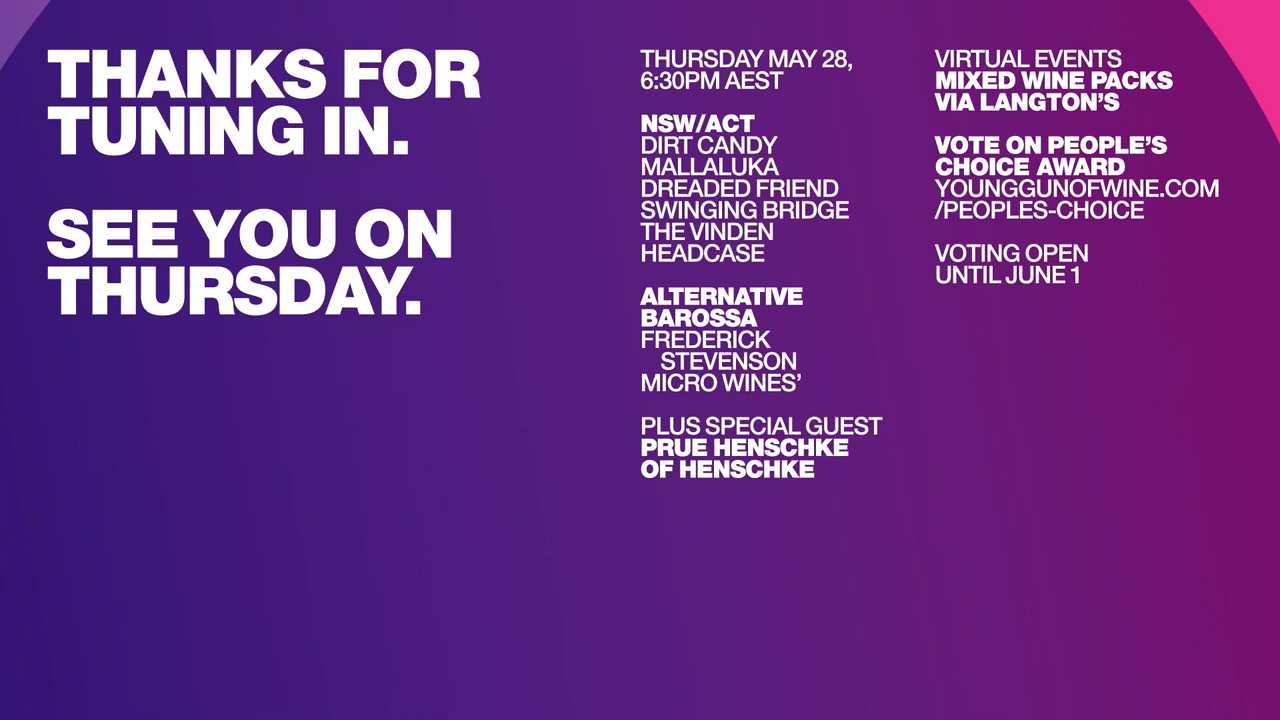 THANKS FOR
TUNING IN.
SEE YOU ON
THURSDAY.
THURSDAY MAY 28,
6:30PM AEST
NSW/ACT
DIRT CANDY
MALLALUKA
DREADED FRIEND
SWINGING BRIDGE
THE VINDEN
HEADCASE
ALTERNATIVE
BAROSSA
FREDERICK
STEVENSON
MICRO WINES’
PLUS SPECIAL GUEST
PRUE HENSCHKE
OF HENSCHKE
VIRTUAL EVENTS
MIXED WINE PACKS
VIA LANGTON’S
VOTE ON PEOPLE’S
CHOICE AWARD
YOUNGGUNOFWINE.COM
/PEOPLES-CHOICE
VOTING OPEN
UNTIL JUNE 1